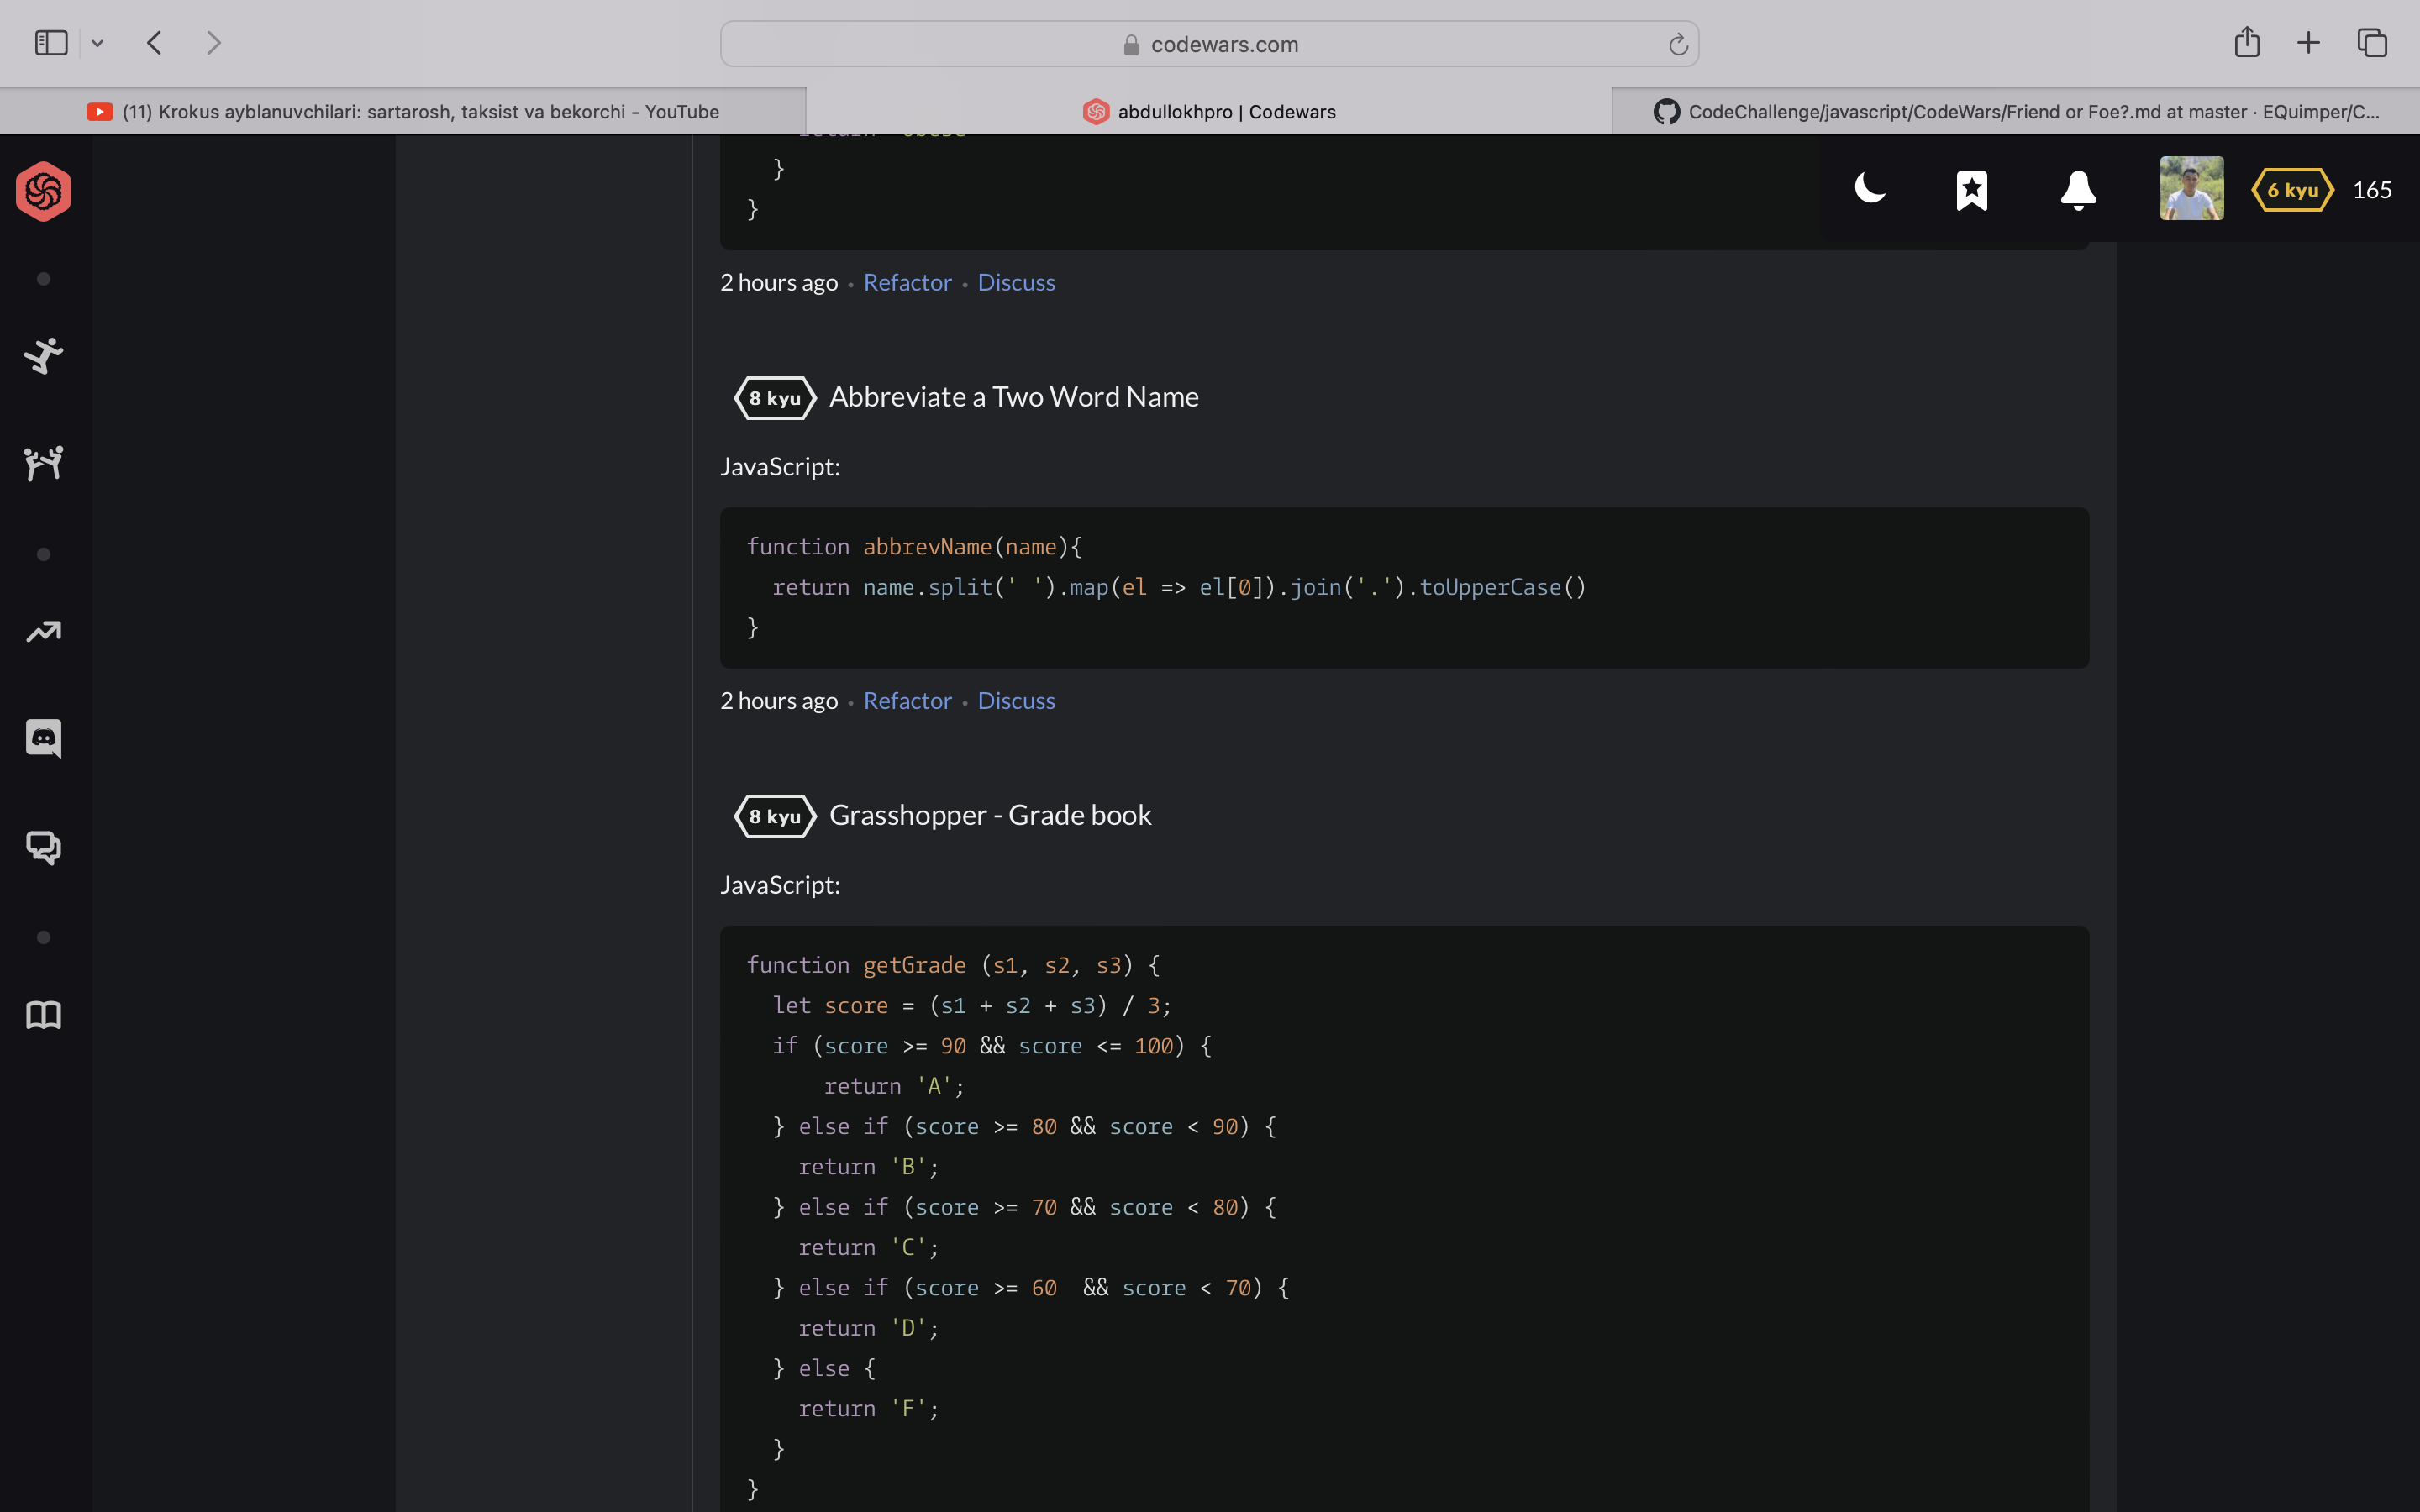 codewars.com
(11) Krokus ayblanuvchilari: sartarosh, taksist va bekorchi - YouTube
abdullokhpro | Codewars
CodeChallenge/javascript/CodeWars/Friend or Foe?.md at master · EQuimper/C...
6 kyu 165
}
}
2 hours ago • Refactor • Discuss
8 kyu Abbreviate a Two Word Name
JavaScript:
function abbrevName(name){
return name.split(' ').map(el => el[0]).join('.').toUpperCase()
}
2 hours ago • Refactor • Discuss
8 kyu Grasshopper - Grade book
JavaScript:
function getGrade (s1, s2, s3) {
let score = (s1 + s2 + s3) / 3;
if (score >= 90 && score <= 100) {
return 'A';
} else if (score >= 80 && score < 90) {
return 'B';
} else if (score >= 70 && score < 80) {
return 'C';
} else if (score >= 60  && score < 70) {
return 'D';
} else {
return 'F';
}
}